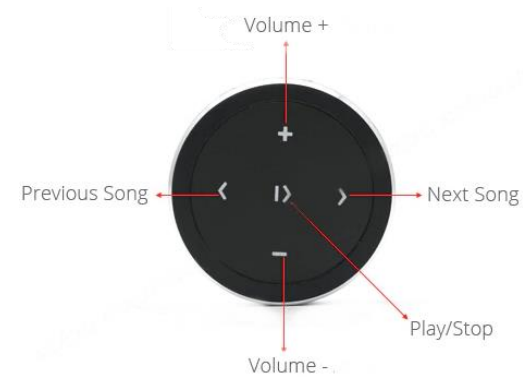 Volume +
Previous Song
Next Song
Play/Stop
Volume -